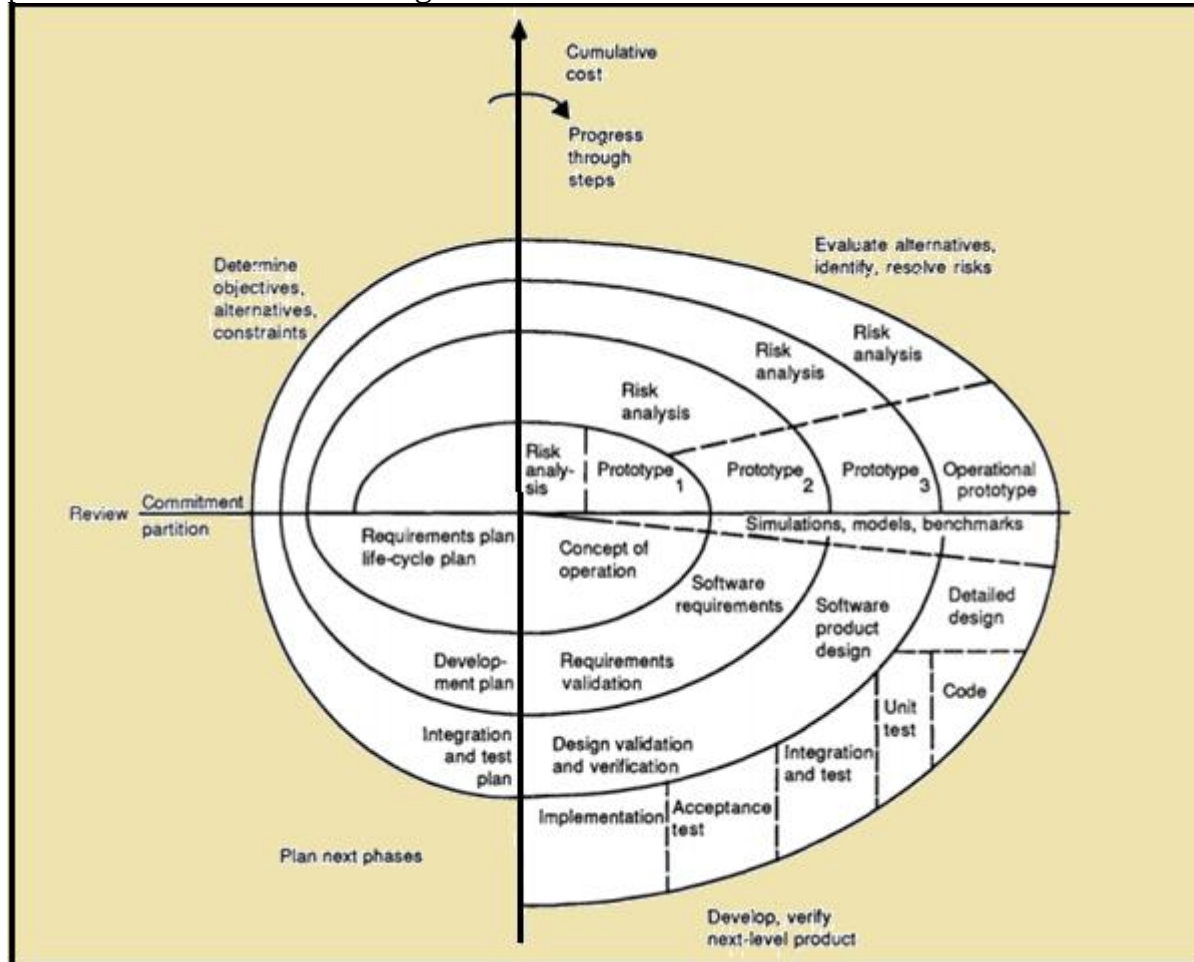 Cumulative
cost
Progress
through
steps
Evaluate alternatives,
identify, resolve risks
Determine
objectives,
alternatives,
constraints
Risk
analysis
Risk
analysis
Risk
analysis
Risk
analy-
sis
Prototype 1
Prototype 2
Prototype 3
Operational
prototype
Review
Commitment
partition
Simulations, models, benchmarks
Requirements plan
life-cycle plan
Concept of
operation
Software
requirements
Software
product
design
Detailed
design
Develop-
ment plan
Requirements
validation
Code
Unit
test
Integration
and test
plan
Design validation
and verification
Integration
and test
Implementation
Acceptance
test
Plan next phases
Develop, verify
next-level product